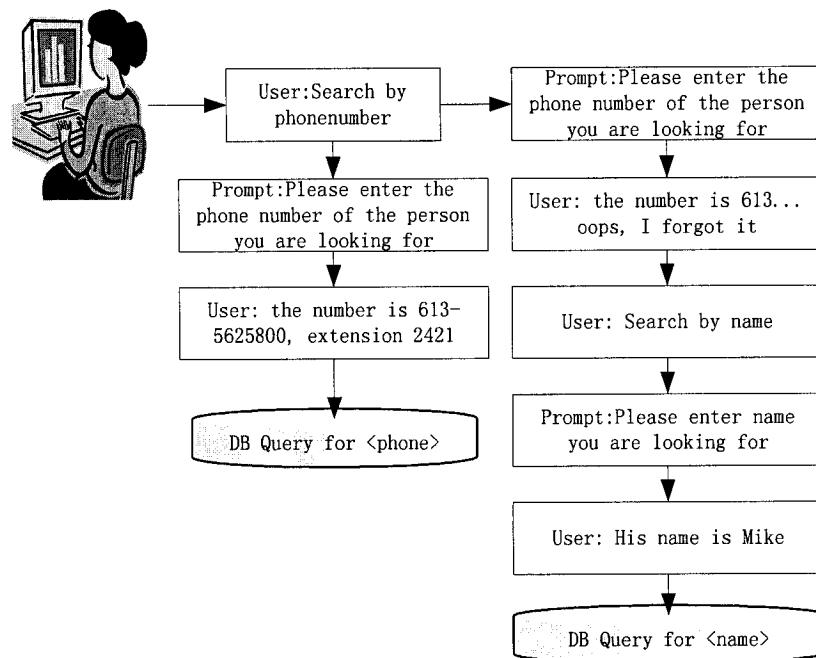 User:Search by
phonenumber
Prompt:Please enter the
phone number of the person
you are looking for
User: the number is 613-
5625800, extension 2421
DB Query for <phone>
Prompt:Please enter the
phone number of the person
you are looking for
User: the number is 613...
oops, I forgot it
User: Search by name
Prompt:Please enter name
you are looking for
User: His name is Mike
DB Query for <name>